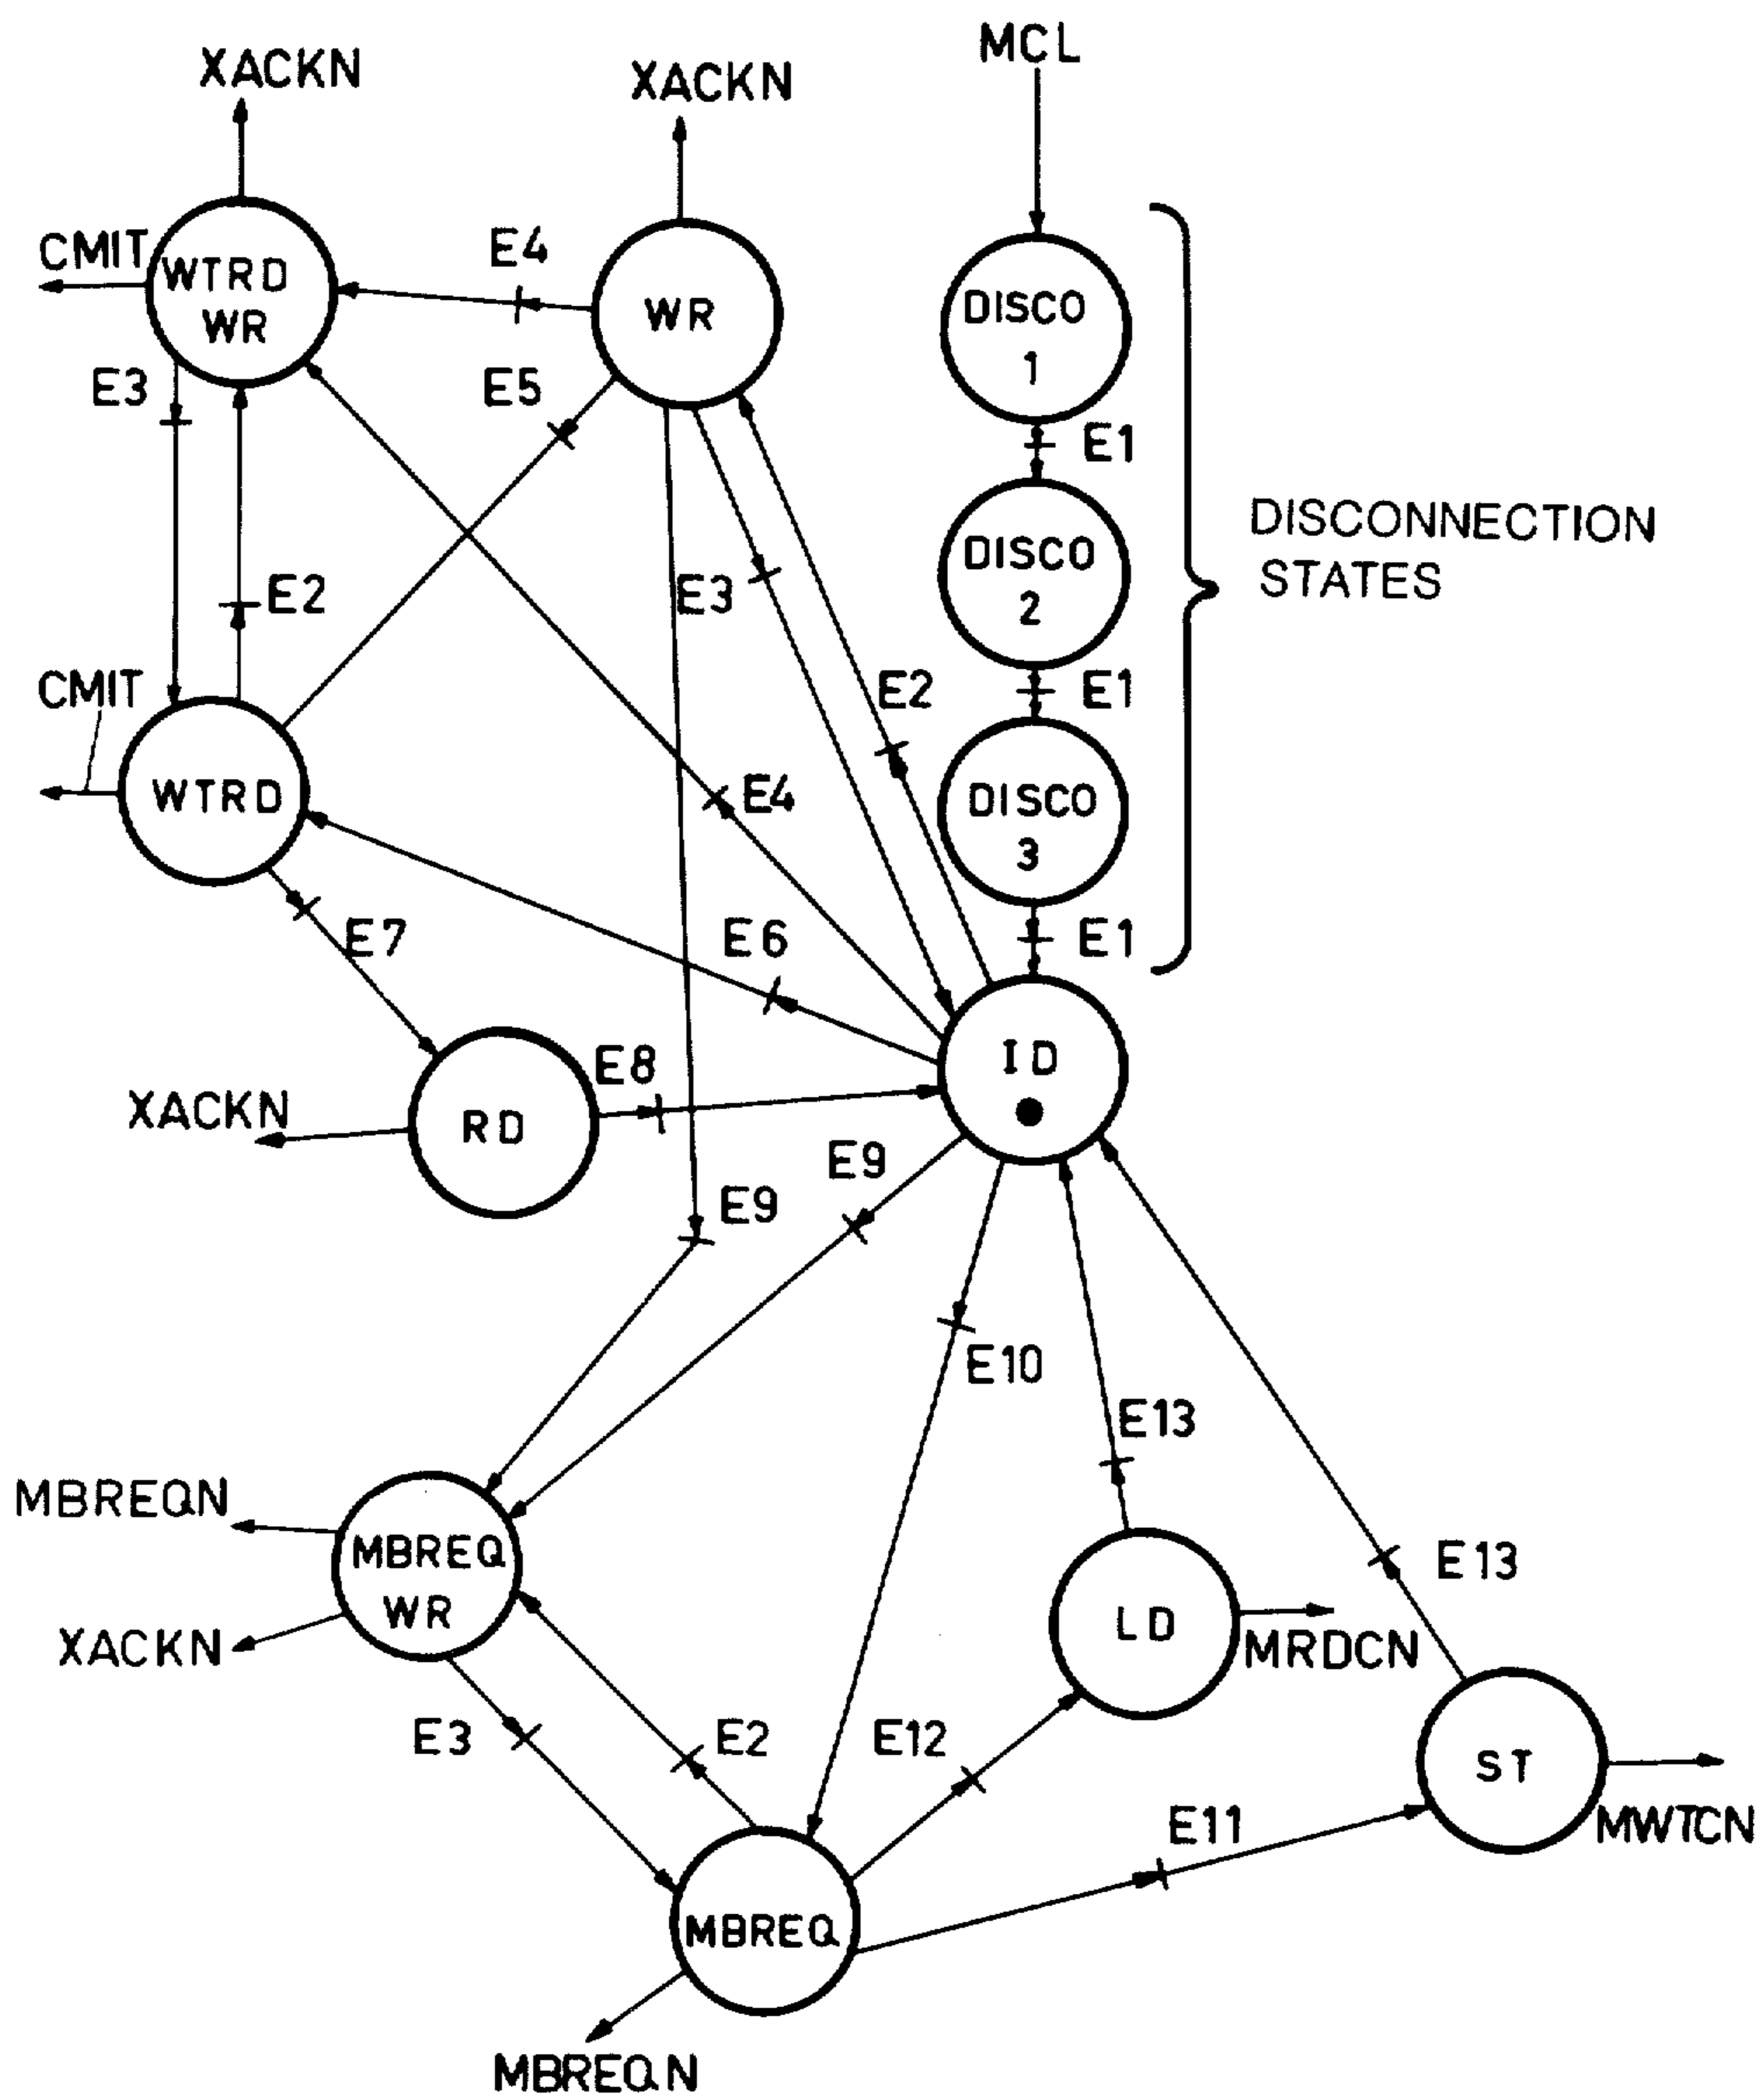 MCL
XACKN
XACKN
CMIT
WTRD
WR
E4
WR
DISCO
1
E3
E5
E1
DISCONNECTION
STATES
DISCO
2
E2
E3
CMIT
E2
E1
WTRD
E4
DISCO
3
E7
E6
E1
ID
E8
XACKN
RD
E9
E9
E10
E13
MBREQN
MBREQ
WR
E13
XACKN
LD
MRDCN
E3
E2
E12
ST
E11
MWTCN
MBREQ
MBREQN